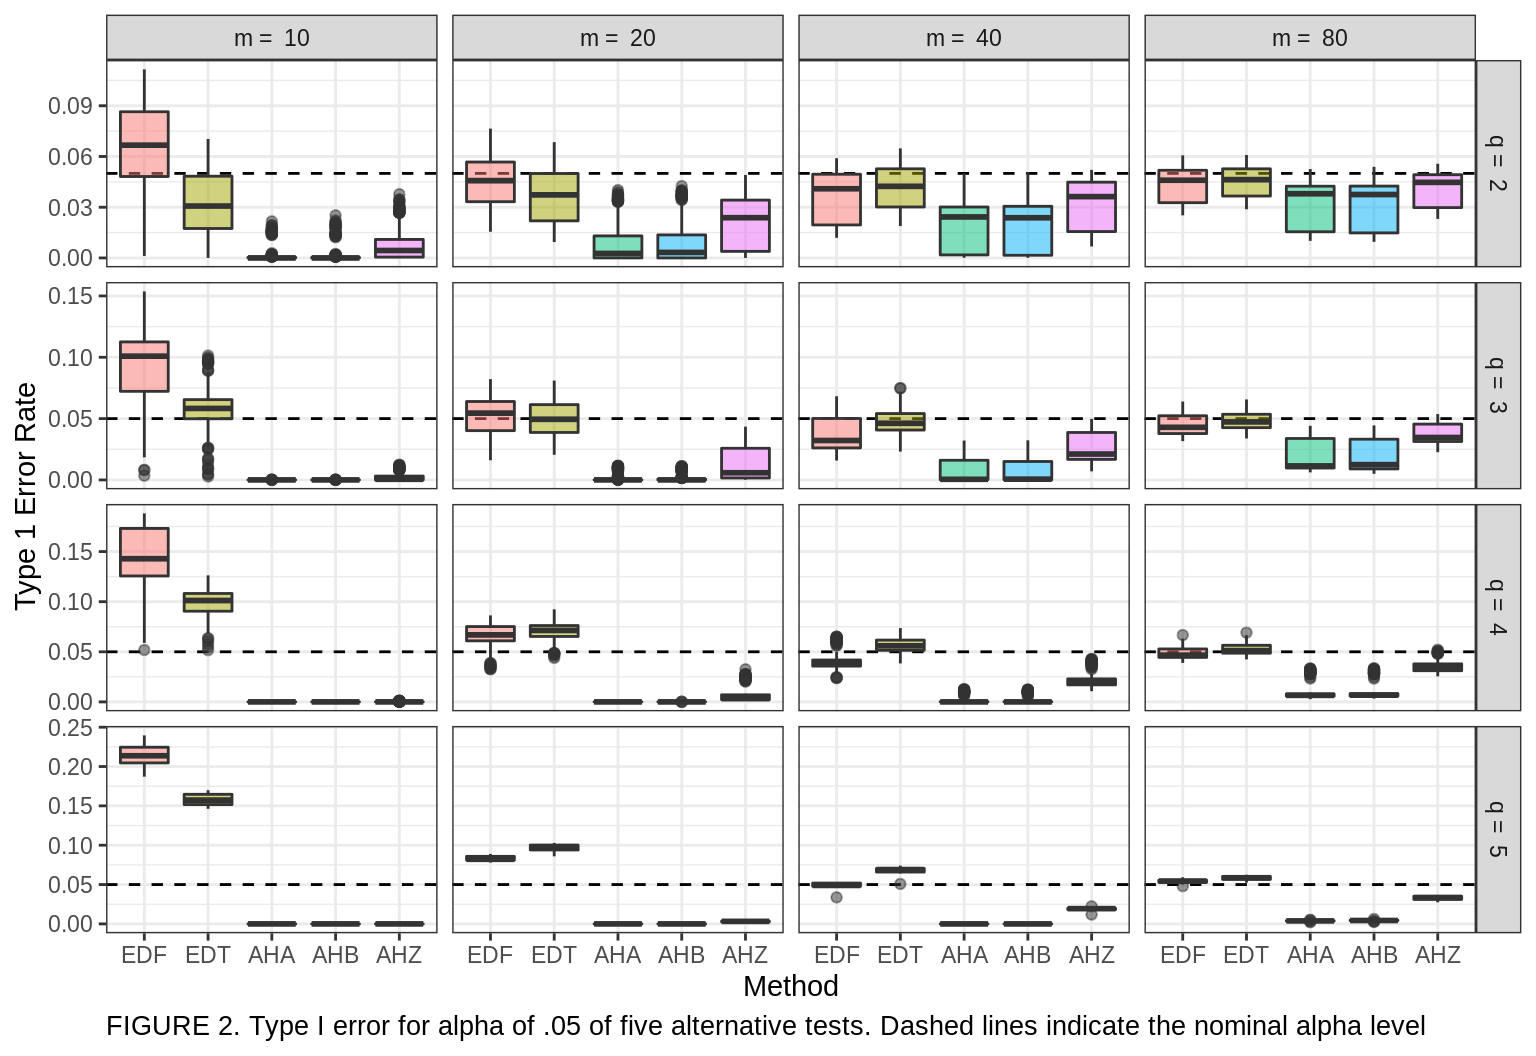 m = 10
m = 20
m = 40
m = 80
0.09
0.06
0.03
0.00
q = 2
0.15
0.10
0.05
0.00
q = 3
Type 1 Error Rate
0.15
0.10
0.05
0.00
q = 4
0.25
0.20
0.15
0.10
0.05
0.00
q = 5
EDF EDT AHA AHB AHZ
EDF EDT AHA AHB AHZ
EDF EDT AHA AHB AHZ
EDF EDT AHA AHB AHZ
Method
FIGURE 2. Type I error for alpha of .05 of five alternative tests. Dashed lines indicate the nominal alpha level